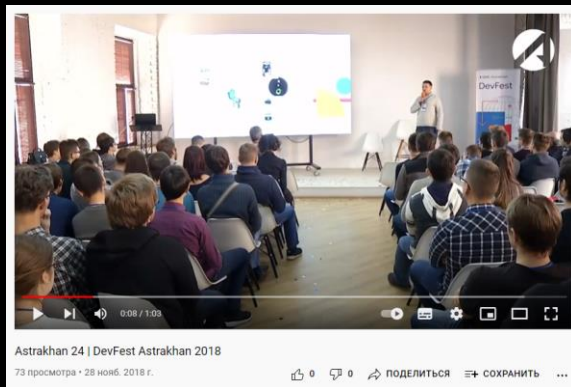 DevFest
0:08 / 1:03
Astrakhan 24 | DevFest Astrakhan 2018
73 просмотра • 28 нояб. 2018 г.
0
0
ПОДЕЛИТЬСЯ
СОХРАНИТЬ